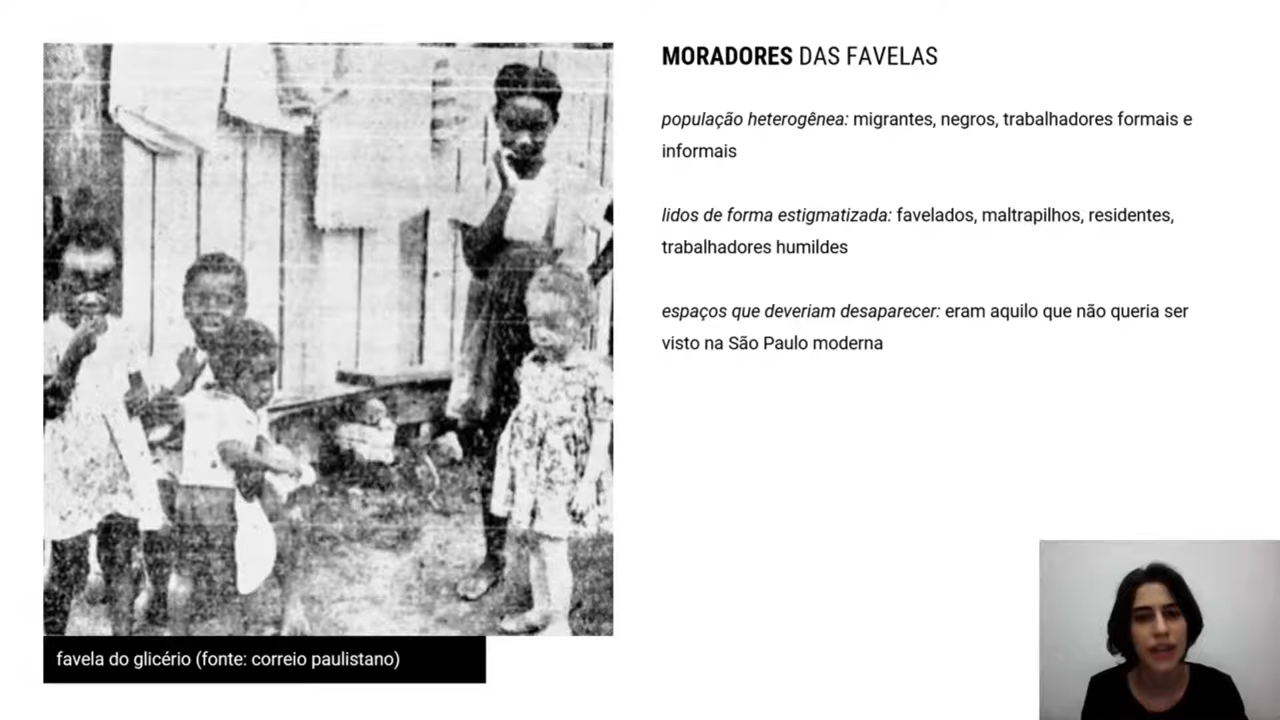 MORADORES DAS FAVELAS
população heterogênea: migrantes, negros, trabalhadores formais e
informais
lidos de forma estigmatizada: favelados, maltrapilhos, residentes,
trabalhadores humildes
espaços que deveriam desaparecer: eram aquilo que não queria ser
visto na São Paulo moderna
favela do glicério (fonte: correio paulistano)